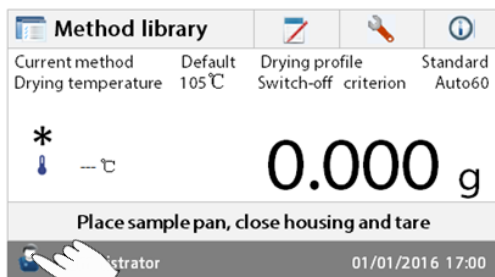 Method library
Current method Default Drying profile Standard
Drying temperature 105℃ Switch-off criterion Auto60
*
--- ℃
0.000 g
Place sample pan, close housing and tare
01/01/2016 17:00